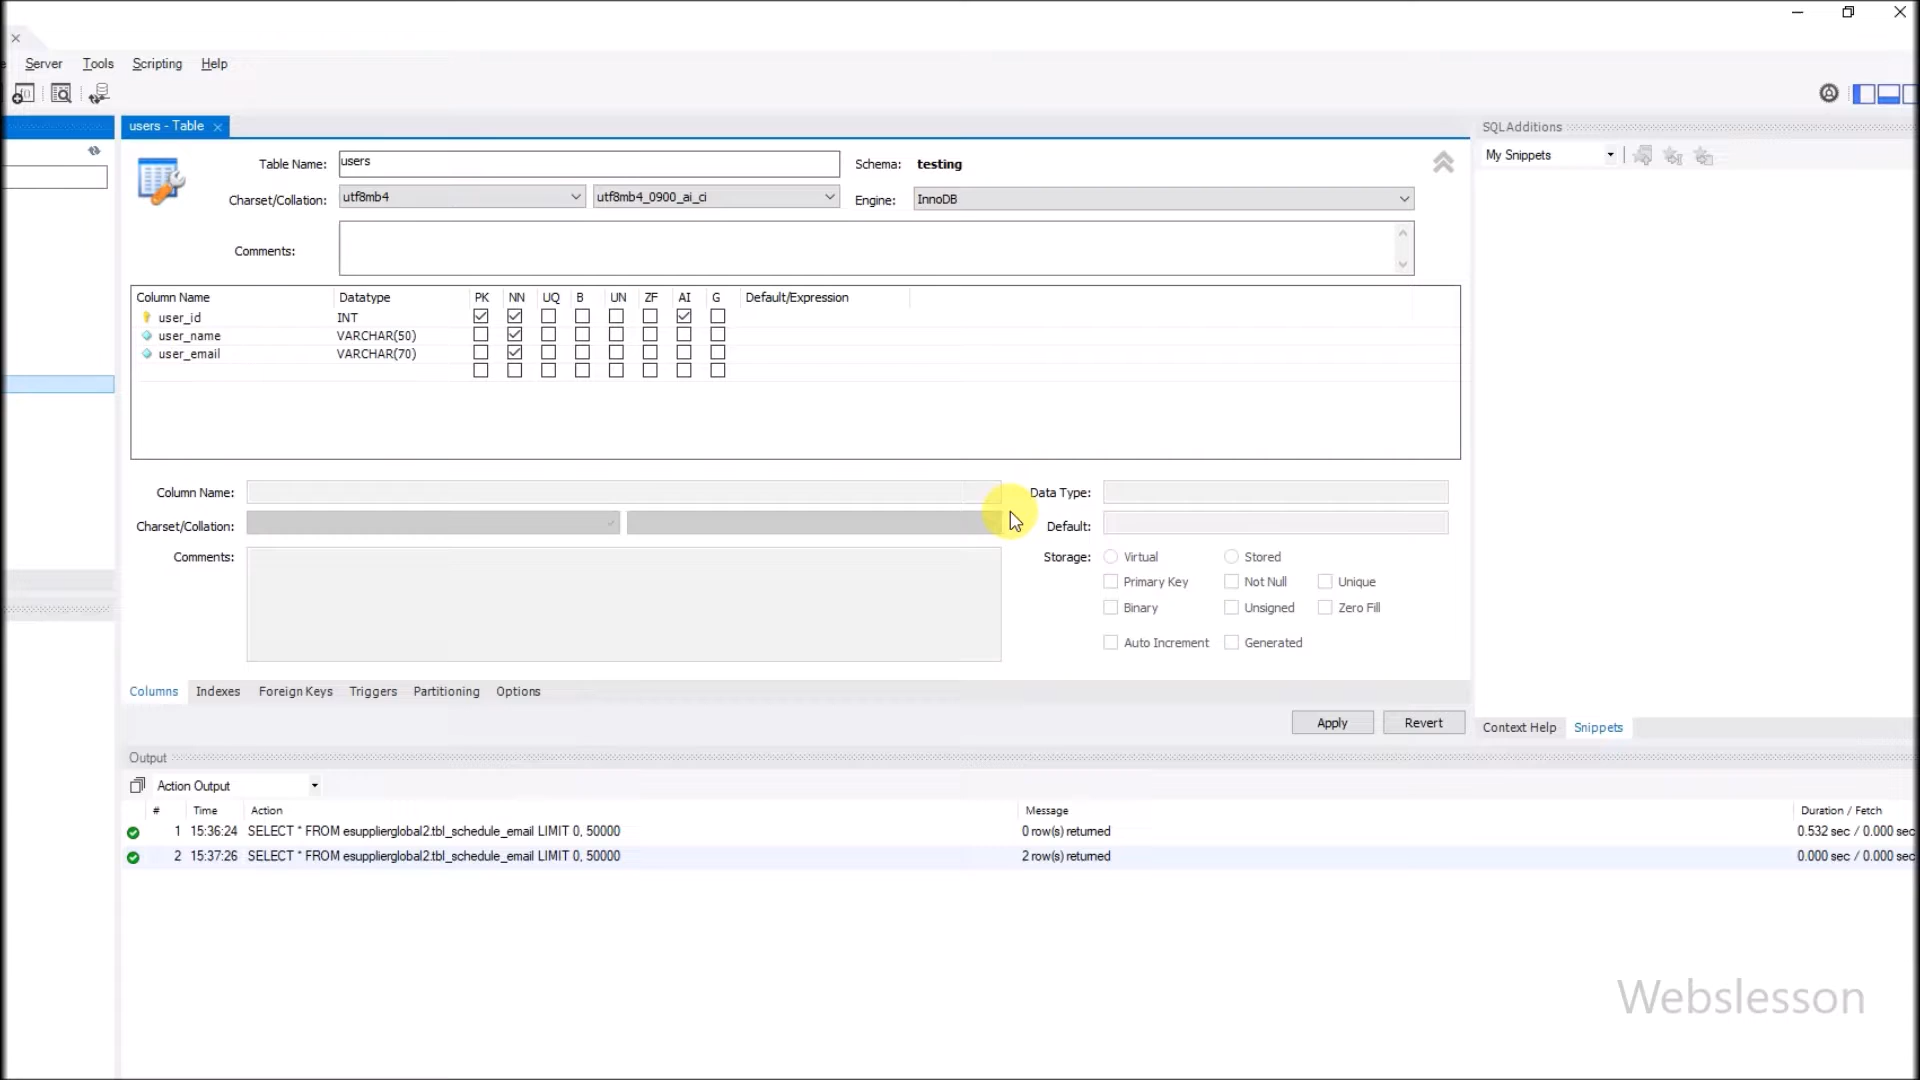 Server Tools Scripting Help
users - Table
SQLAdditions
My Snippets
Table Name: users Schema: testing
Charset/Collation: utf8mb4 utf8mb4_0900_ai_ci Engine: InnoDB
Comments:
Column Name Datatype PK NN UQ B UN ZF AI G Default/Expression
user_id INT
user_name VARCHAR(50)
user_email VARCHAR(70)
Column Name: Data Type:
Charset/Collation: Default:
Comments: Storage: Virtual Stored
Primary Key Not Null Unique
Binary Unsigned Zero Fill
Auto Increment Generated
Columns Indexes Foreign Keys Triggers Partitioning Options
Apply Revert
Context Help Snippets
Output
Action Output
# Time Action Message Duration / Fetch
1 15:36:24 SELECT * FROM esupplierglobal2.tbl_schedule_email LIMIT 0, 50000 0 row(s) returned 0.532 sec / 0.000 sec
2 15:37:26 SELECT * FROM esupplierglobal2.tbl_schedule_email LIMIT 0, 50000 2 row(s) returned 0.000 sec / 0.000 sec
Webslesson